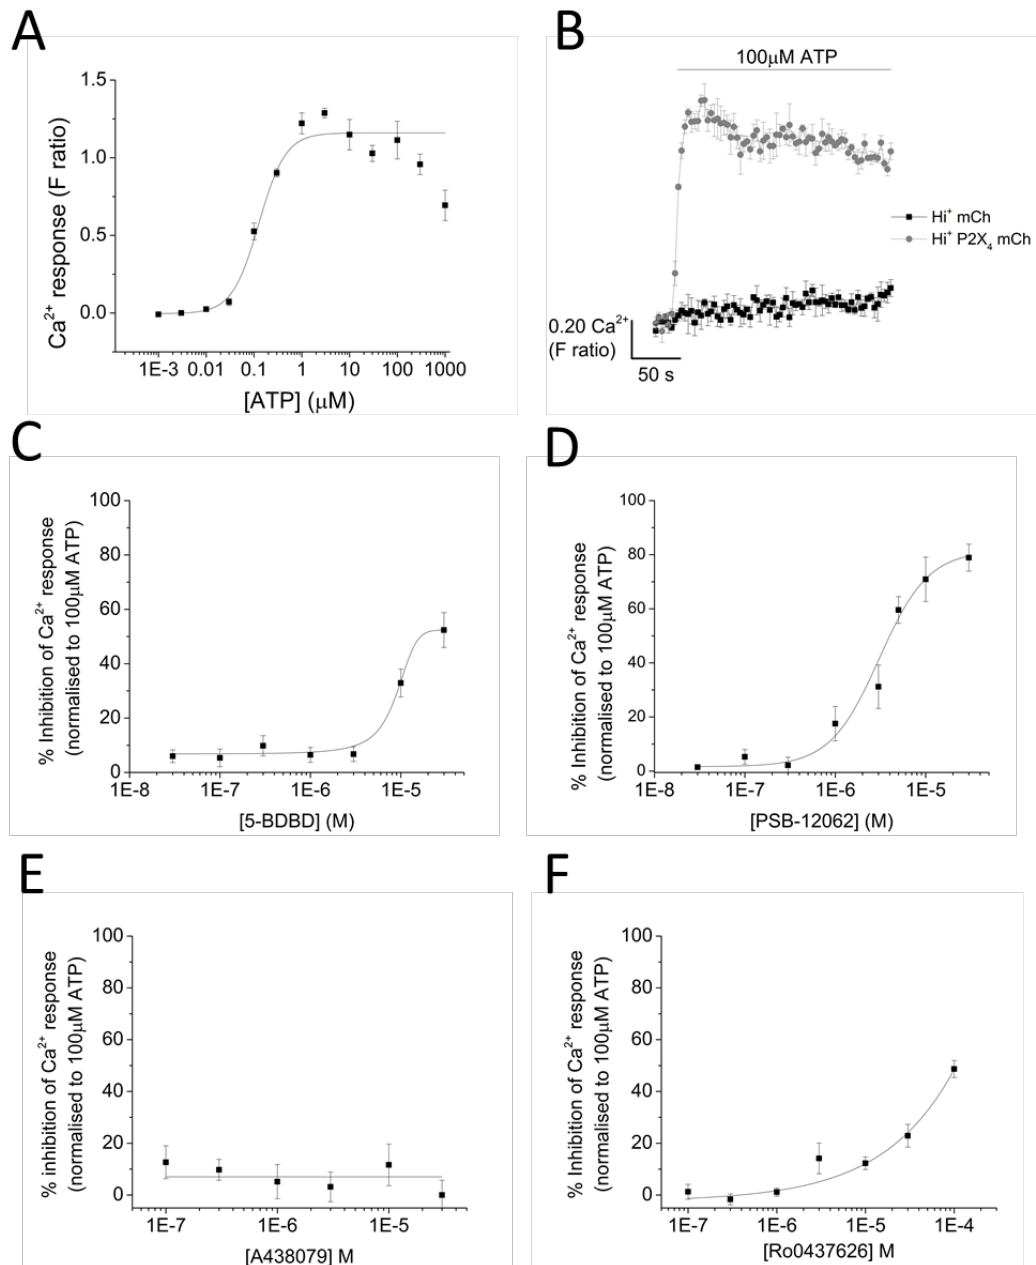 A
Ca²⁺ response (F ratio)
1.5
1.0
0.5
0.0
1E-3 0.01 0.1 1 10 100 1000
[ATP] (μM)
B
100μM ATP
Hi⁺ mCh
Hi⁺ P2X₄ mCh
0.20 Ca²⁺
(F ratio)
50 s
C
% Inhibition of Ca²⁺ response
(normalised to 100μM ATP)
100
80
60
40
20
0
1E-8 1E-7 1E-6 1E-5
[5-BDBD] (M)
D
% Inhibition of Ca²⁺ response
(normalised to 100μM ATP)
100
80
60
40
20
0
1E-8 1E-7 1E-6 1E-5
[PSB-12062] (M)
E
% inhibition of Ca²⁺ response
(normalised to 100μM ATP)
100
80
60
40
20
0
1E-7 1E-6 1E-5
[A438079] M
F
% Inhibition of Ca²⁺ response
(normalised to 100μM ATP)
100
80
60
40
20
0
1E-7 1E-6 1E-5 1E-4
[Ro0437626] M